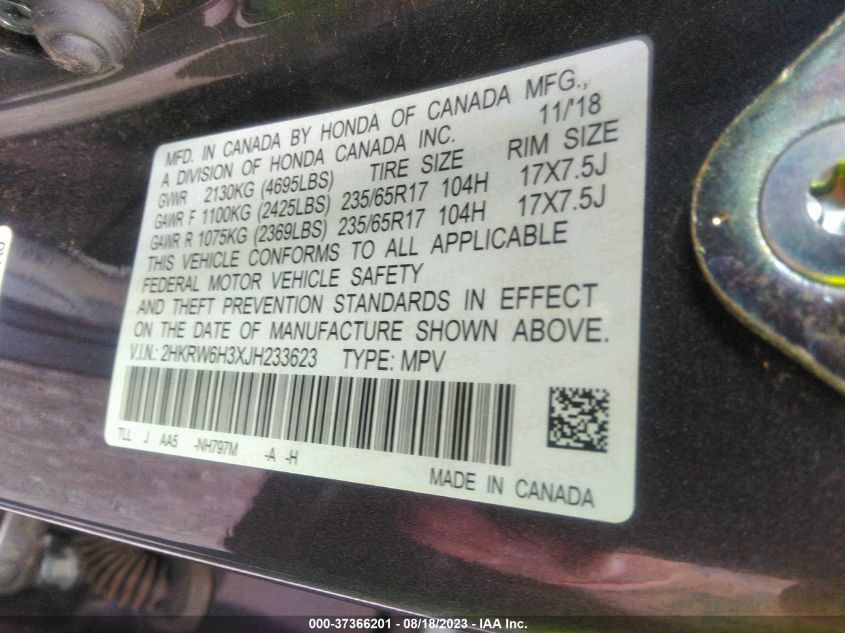 MFD. IN CANADA BY HONDA OF CANADA MFG.,
A DIVISION OF HONDA CANADA INC. 11/'18
GVWR 2130KG (4695LBS) TIRE SIZE RIM SIZE
GAWR F 1100KG (2425LBS) 235/65R17 104H 17X7.5J
GAWR R 1075KG (2369LBS) 235/65R17 104H 17X7.5J
THIS VEHICLE CONFORMS TO ALL APPLICABLE
FEDERAL MOTOR VEHICLE SAFETY
AND THEFT PREVENTION STANDARDS IN EFFECT
ON THE DATE OF MANUFACTURE SHOWN ABOVE.
V.I.N.: 2HKRW6H3XJH233623 TYPE: MPV
TLL J AA5 -NH797M -A -H
MADE IN CANADA
000-37366201 - 08/18/2023 - IAA Inc.